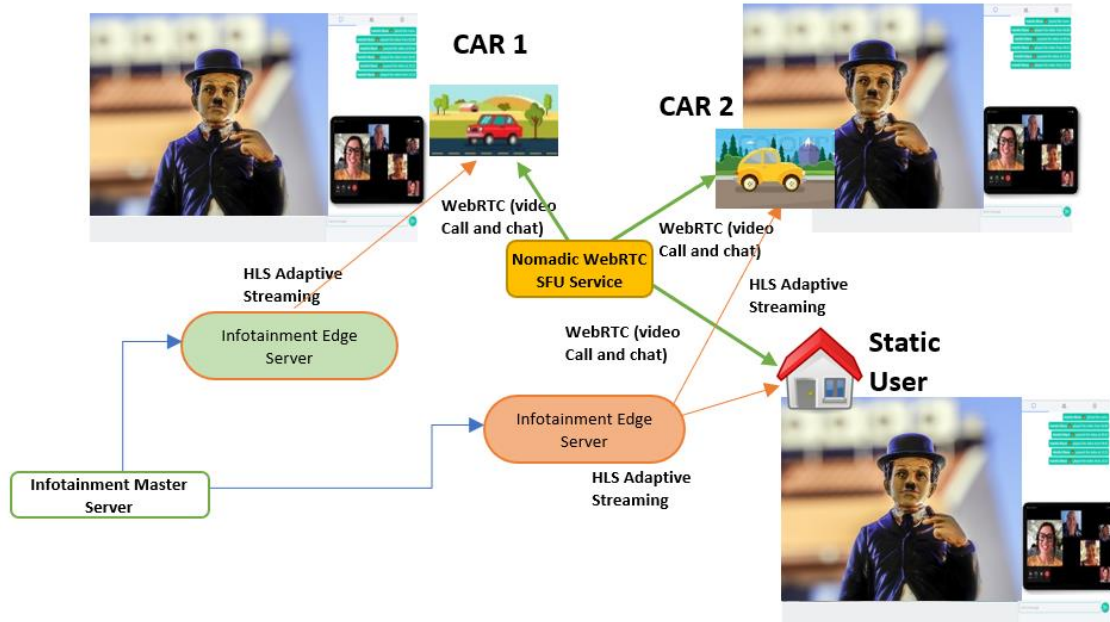 CAR 1
CAR 2
WebRTC (video
Call and chat)
WebRTC (video
Call and chat)
Nomadic WebRTC
SFU Service
HLS Adaptive
Streaming
HLS Adaptive
Streaming
Infotainment Edge
Server
WebRTC (video
Call and chat)
Static
User
Infotainment Edge
Server
HLS Adaptive
Streaming
Infotainment Master
Server